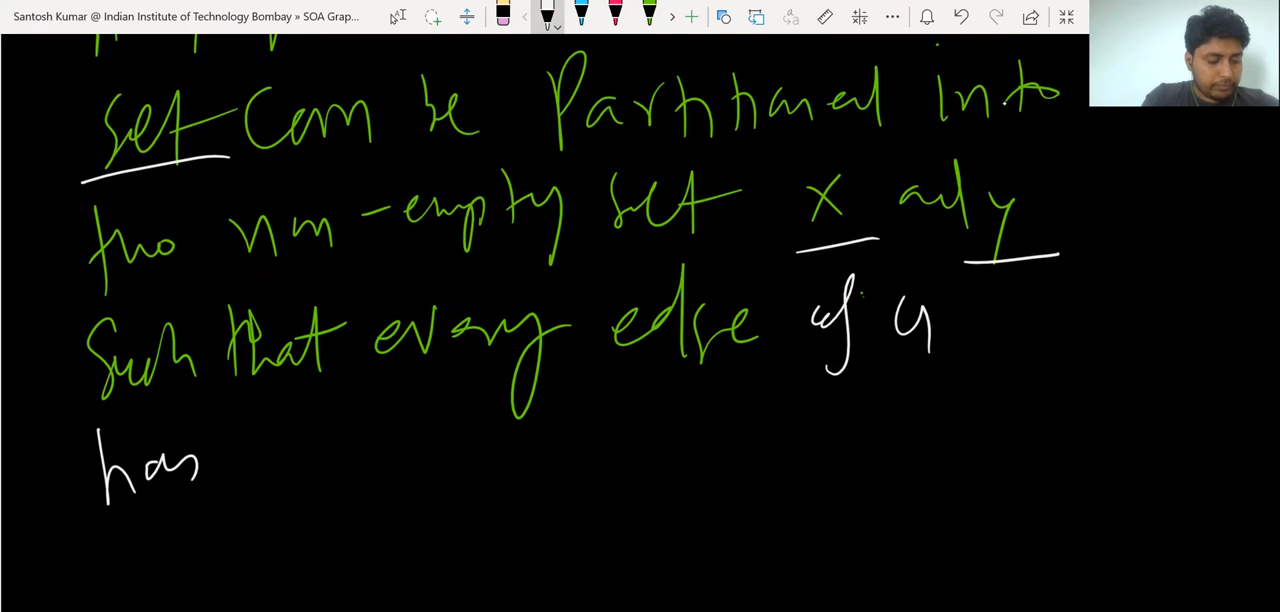 Santosh Kumar @ Indian Institute of Technology Bombay » SOA Grap...
set can be Partitioned into
two non-empty set X and y
such that every edge of G
has